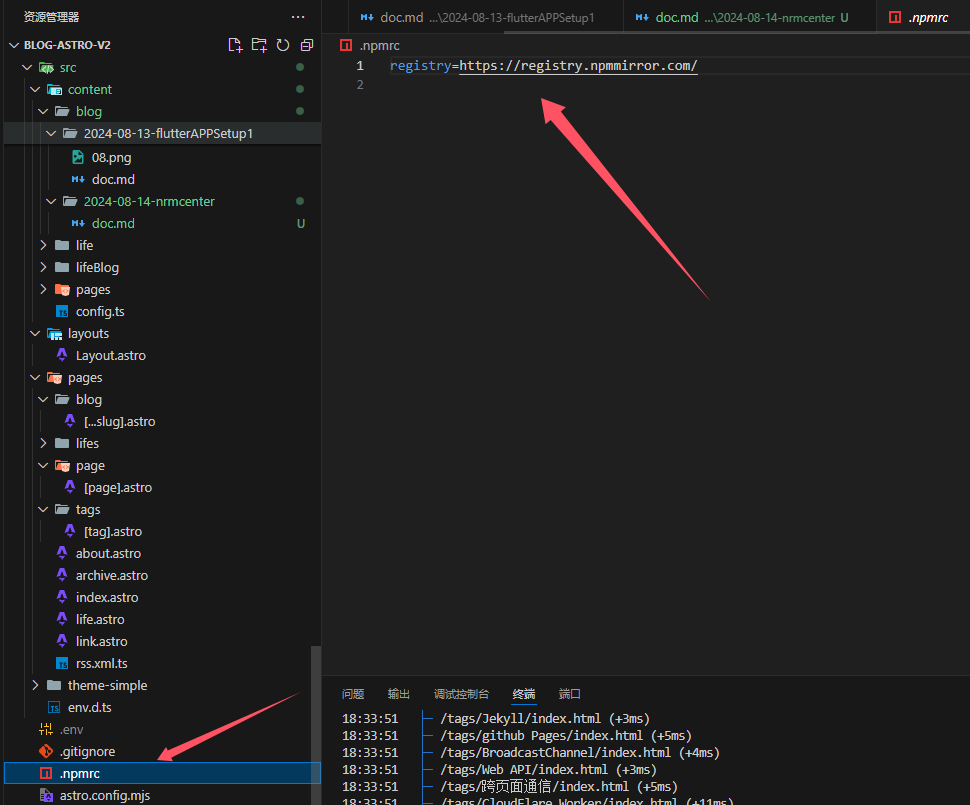 资源管理器
BLOG-ASTRO-V2
src
content
blog
2024-08-13-flutterAPPSetup1
08.png
doc.md
2024-08-14-nrmcenter
doc.md U
life
lifeBlog
pages
config.ts
layouts
Layout.astro
pages
blog
[...slug].astro
lifes
page
[page].astro
tags
[tag].astro
about.astro
archive.astro
index.astro
life.astro
link.astro
rss.xml.ts
theme-simple
env.d.ts
.env
.gitignore
.npmrc
astro.config.mjs
doc.md ...\2024-08-13-flutterAPPSetup1
doc.md ...\2024-08-14-nrmcenter U
.npmrc
.npmrc
1 registry=https://registry.npmmirror.com/
2
问题 输出 调试控制台 终端 端口
18:33:51 ├─ /tags/Jekyll/index.html (+3ms)
18:33:51 ├─ /tags/github Pages/index.html (+5ms)
18:33:51 ├─ /tags/BroadcastChannel/index.html (+4ms)
18:33:51 ├─ /tags/Web API/index.html (+3ms)
18:33:51 ├─ /tags/跨页面通信/index.html (+5ms)
18:33:51 ├─ /tags/CloudFlare Worker/index.html (+11ms)